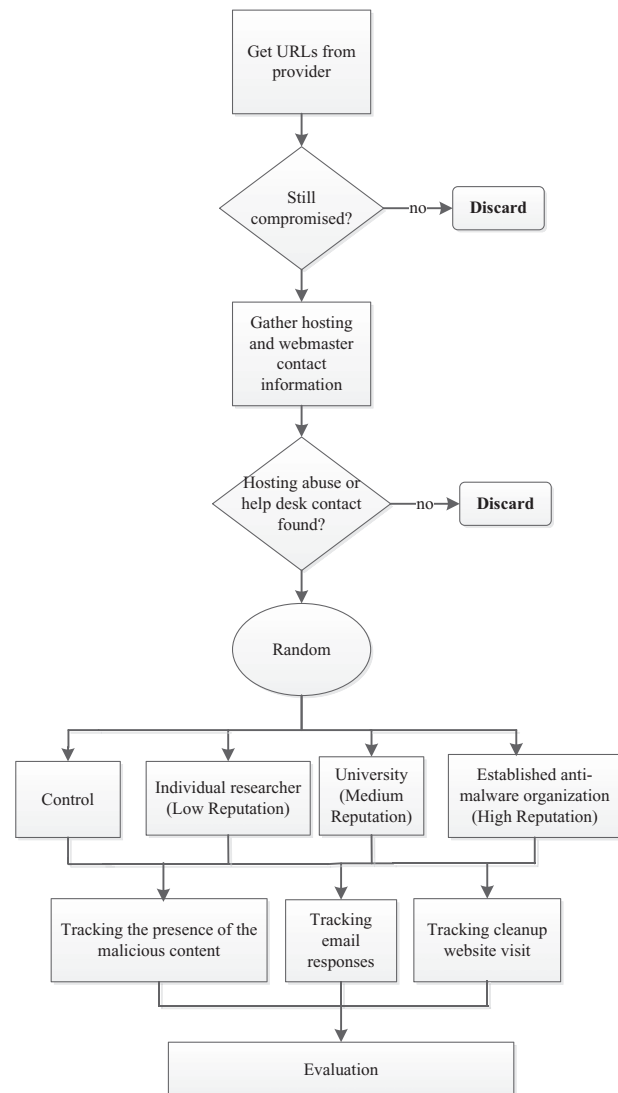 Get URLs from
provider
Still
compromised?
no
Discard
Gather hosting
and webmaster
contact
information
Hosting abuse or
help desk contact
found?
no
Discard
Random
Control
Individual researcher
(Low Reputation)
University
(Medium
Reputation)
Established anti-
malware organization
(High Reputation)
Tracking the presence of the
malicious content
Tracking
email
responses
Tracking cleanup
website visit
Evaluation